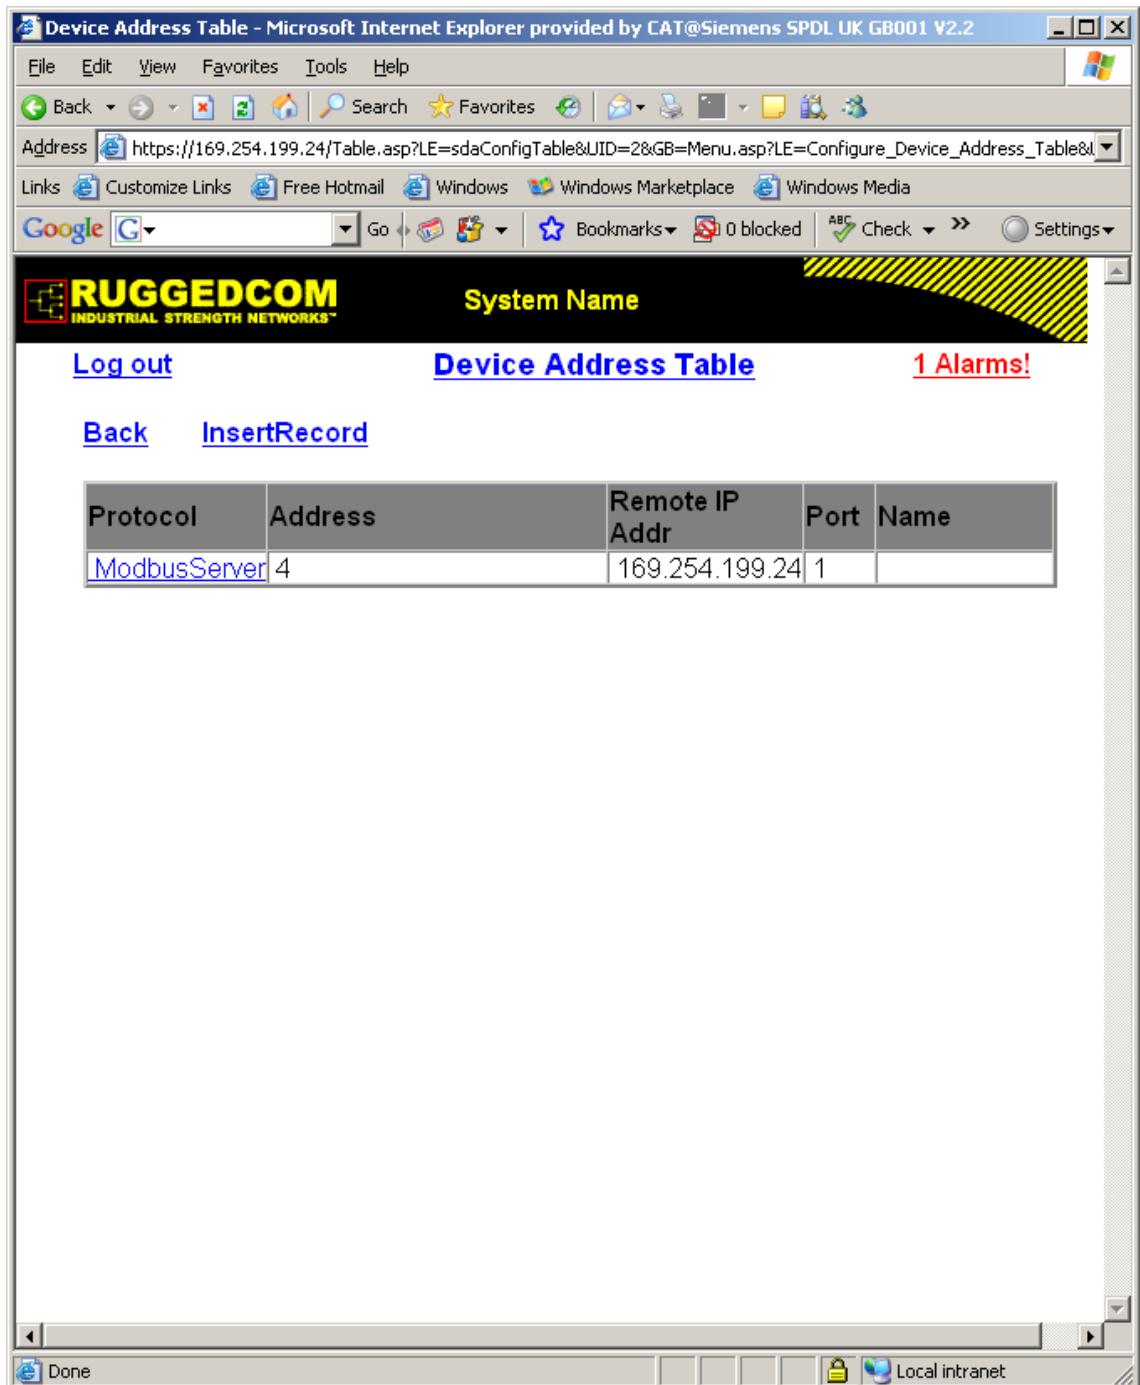 Device Address Table - Microsoft Internet Explorer provided by CAT@Siemens SPDL UK GB001 V2.2
File Edit View Favorites Tools Help
Back Search Favorites
Address https://169.254.199.24/Table.asp?LE=sdaConfigTable&UID=2&GB=Menu.asp?LE=Configure_Device_Address_Table&
Links Customize Links Free Hotmail Windows Windows Marketplace Windows Media
Google G Go Bookmarks 0 blocked ABC Check >> Settings
RUGGEDCOM
INDUSTRIAL STRENGTH NETWORKS™
System Name
Log out Device Address Table 1 Alarms!
Back InsertRecord
Protocol Address Remote IP Addr Port Name
ModbusServer 4 169.254.199.24 1
Done Local intranet